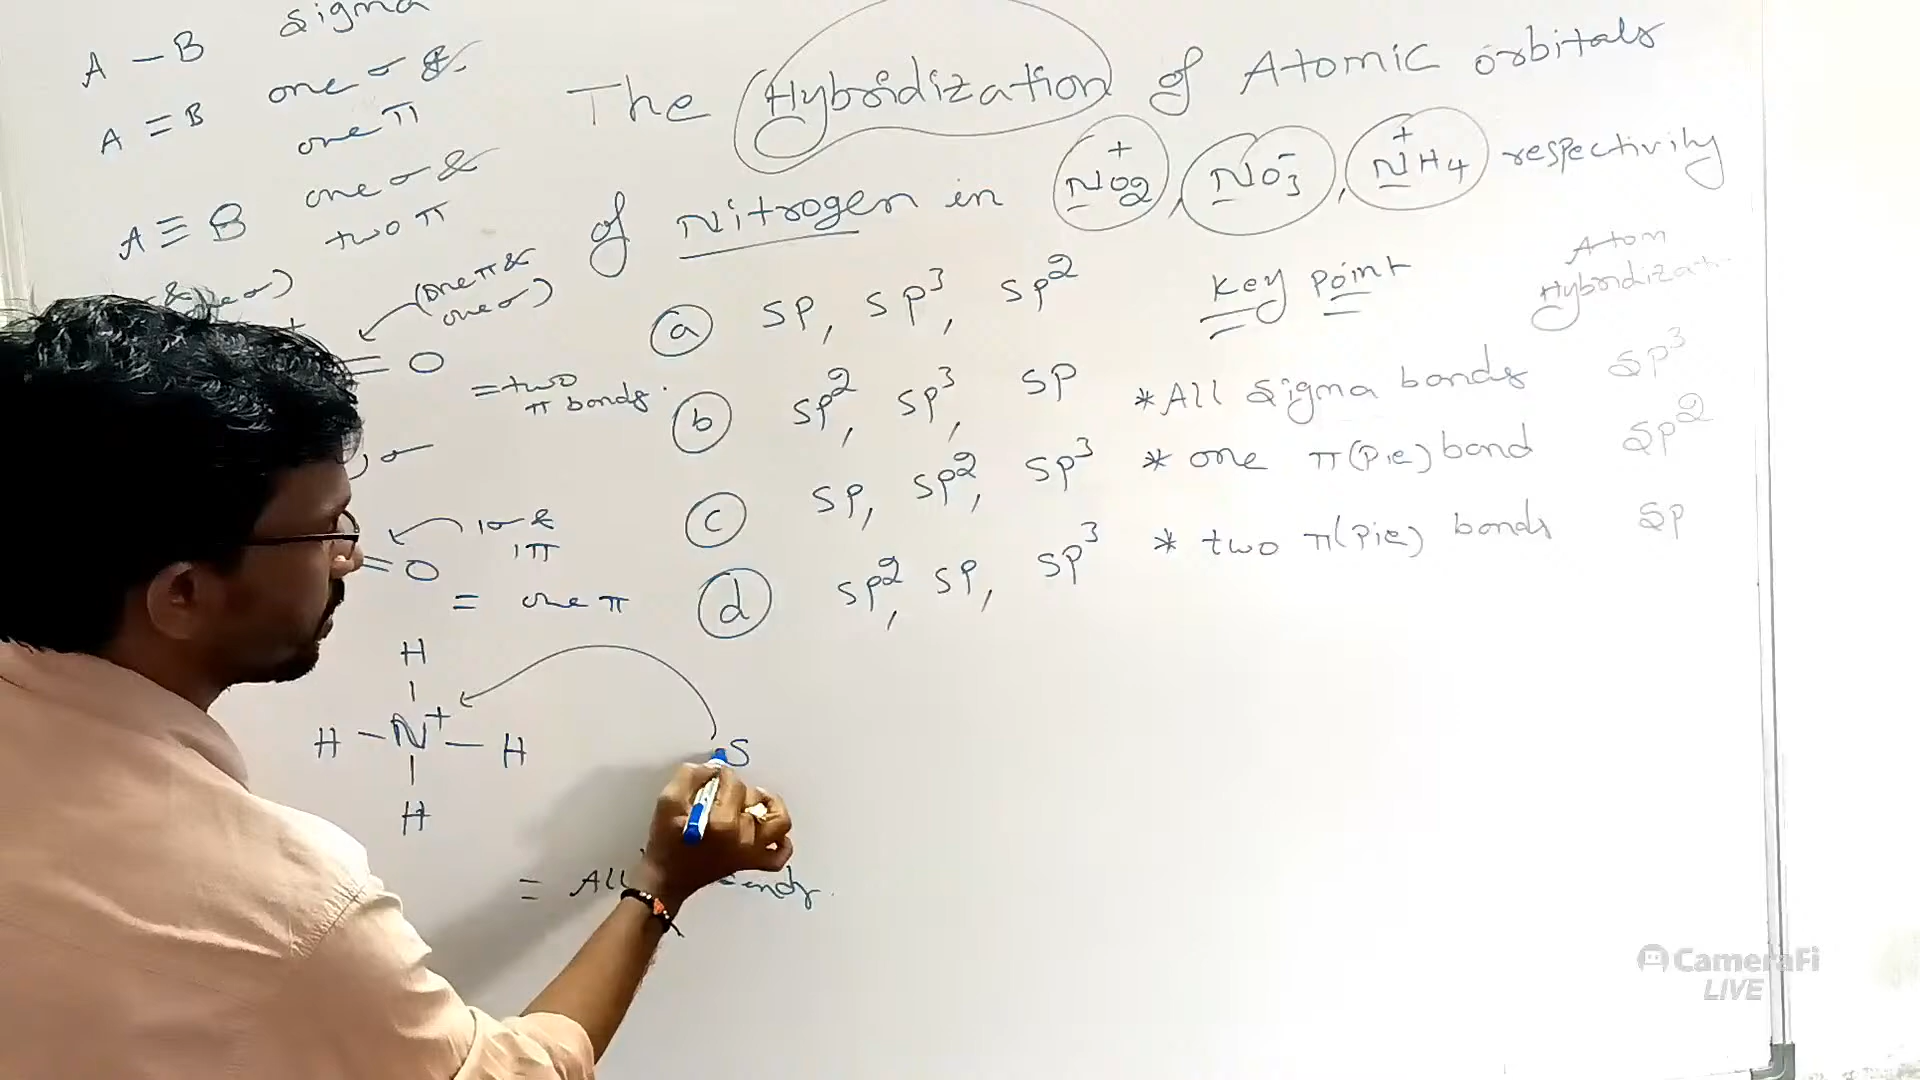 A - B sigma
A = B one σ &
one π
A ≡ B one σ &
two π
The Hybridization of Atomic orbitals
of Nitrogen in NO2+, NO3-, NH4+ respectivily
(one π &
one σ)
= O
= two
π bonds.
a sp, sp3, sp2
b sp2, sp3, sp
c sp, sp2, sp3
d sp2, sp, sp3
Key Point
Atom
* All sigma bonds sp3
* one π(Pie) bond sp2
* two π(Pie) bonds sp
σ
1σ &
1π
= O
= one π
H
H - N+ - H
H
S
= All
CameraFi
LIVE